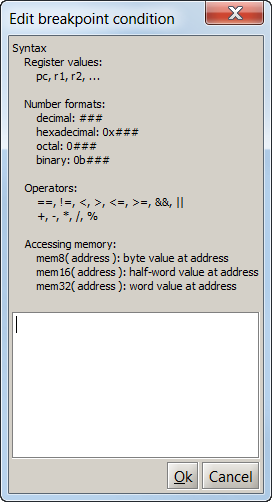 Edit breakpoint condition
Syntax
Register values:
pc, r1, r2, ...
Number formats:
decimal: ###
hexadecimal: 0x###
octal: 0###
binary: 0b###
Operators:
==, !=, <, >, <=, >=, &&, ||
+, -, *, /, %
Accessing memory:
mem8( address ): byte value at address
mem16( address ): half-word value at address
mem32( address ): word value at address
Ok Cancel